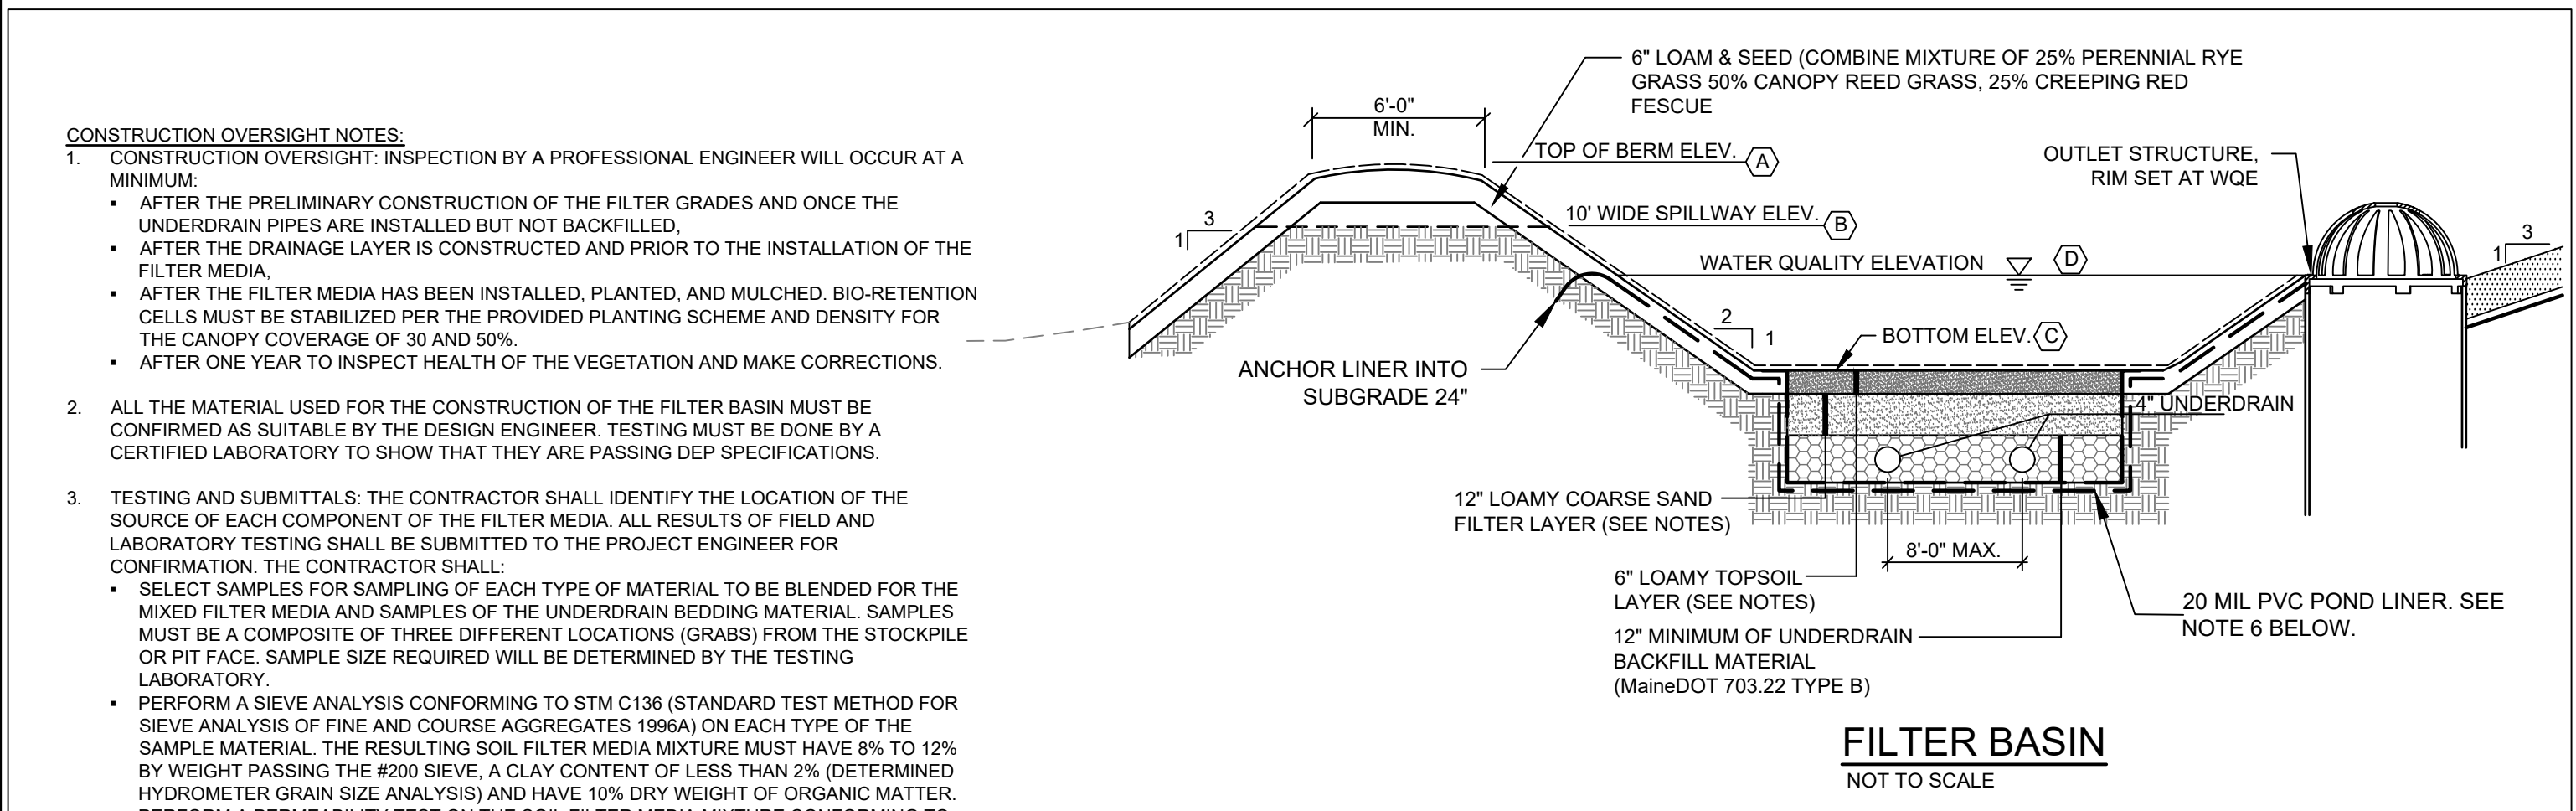 CONSTRUCTION OVERSIGHT NOTES:
1. CONSTRUCTION OVERSIGHT: INSPECTION BY A PROFESSIONAL ENGINEER WILL OCCUR AT A
MINIMUM:
▪ AFTER THE PRELIMINARY CONSTRUCTION OF THE FILTER GRADES AND ONCE THE
UNDERDRAIN PIPES ARE INSTALLED BUT NOT BACKFILLED,
▪ AFTER THE DRAINAGE LAYER IS CONSTRUCTED AND PRIOR TO THE INSTALLATION OF THE
FILTER MEDIA,
▪ AFTER THE FILTER MEDIA HAS BEEN INSTALLED, PLANTED, AND MULCHED. BIO-RETENTION
CELLS MUST BE STABILIZED PER THE PROVIDED PLANTING SCHEME AND DENSITY FOR
THE CANOPY COVERAGE OF 30 AND 50%.
▪ AFTER ONE YEAR TO INSPECT HEALTH OF THE VEGETATION AND MAKE CORRECTIONS.
2. ALL THE MATERIAL USED FOR THE CONSTRUCTION OF THE FILTER BASIN MUST BE
CONFIRMED AS SUITABLE BY THE DESIGN ENGINEER. TESTING MUST BE DONE BY A
CERTIFIED LABORATORY TO SHOW THAT THEY ARE PASSING DEP SPECIFICATIONS.
3. TESTING AND SUBMITTALS: THE CONTRACTOR SHALL IDENTIFY THE LOCATION OF THE
SOURCE OF EACH COMPONENT OF THE FILTER MEDIA. ALL RESULTS OF FIELD AND
LABORATORY TESTING SHALL BE SUBMITTED TO THE PROJECT ENGINEER FOR
CONFIRMATION. THE CONTRACTOR SHALL:
▪ SELECT SAMPLES FOR SAMPLING OF EACH TYPE OF MATERIAL TO BE BLENDED FOR THE
MIXED FILTER MEDIA AND SAMPLES OF THE UNDERDRAIN BEDDING MATERIAL. SAMPLES
MUST BE A COMPOSITE OF THREE DIFFERENT LOCATIONS (GRABS) FROM THE STOCKPILE
OR PIT FACE. SAMPLE SIZE REQUIRED WILL BE DETERMINED BY THE TESTING
LABORATORY.
▪ PERFORM A SIEVE ANALYSIS CONFORMING TO STM C136 (STANDARD TEST METHOD FOR
SIEVE ANALYSIS OF FINE AND COURSE AGGREGATES 1996A) ON EACH TYPE OF THE
SAMPLE MATERIAL. THE RESULTING SOIL FILTER MEDIA MIXTURE MUST HAVE 8% TO 12%
BY WEIGHT PASSING THE #200 SIEVE, A CLAY CONTENT OF LESS THAN 2% (DETERMINED
HYDROMETER GRAIN SIZE ANALYSIS) AND HAVE 10% DRY WEIGHT OF ORGANIC MATTER.
PERFORM A PERMEABILITY TEST ON THE SOIL FILTER MEDIA MIXTURE CONFORMING TO
6" LOAM & SEED (COMBINE MIXTURE OF 25% PERENNIAL RYE
GRASS 50% CANOPY REED GRASS, 25% CREEPING RED
FESCUE
6'-0"
MIN.
TOP OF BERM ELEV. A
10' WIDE SPILLWAY ELEV. B
WATER QUALITY ELEVATION D
OUTLET STRUCTURE,
RIM SET AT WQE
3
1
3
1
2
1
BOTTOM ELEV. C
ANCHOR LINER INTO
SUBGRADE 24"
4" UNDERDRAIN
12" LOAMY COARSE SAND
FILTER LAYER (SEE NOTES)
8'-0" MAX.
6" LOAMY TOPSOIL
LAYER (SEE NOTES)
12" MINIMUM OF UNDERDRAIN
BACKFILL MATERIAL
(MaineDOT 703.22 TYPE B)
20 MIL PVC POND LINER. SEE
NOTE 6 BELOW.
FILTER BASIN
NOT TO SCALE